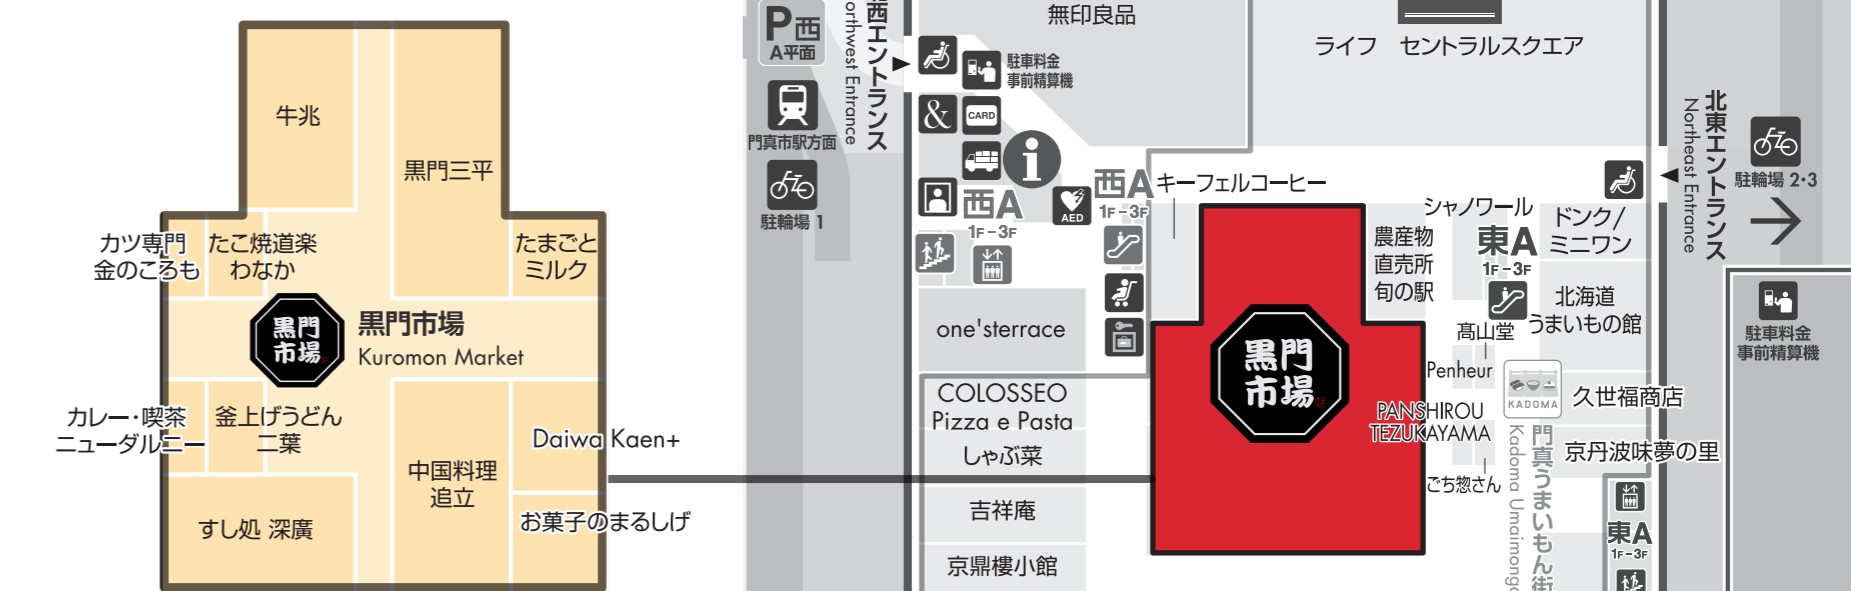 牛兆
黒門三平
カツ専門
金のころも
たこ焼道楽
わなか
たまごと
ミルク
黒門
市場
黒門市場
Kuromon Market
カレー・喫茶
ニューダルニー
釜上げうどん
二葉
Daiwa Kaen+
中国料理
追立
すし処 深廣
お菓子のまるしげ
P西
A平面
門真市駅方面
駐輪場 1
西エントランス
orthwest Entrance
無印良品
駐車料金
事前精算機
&
CARD
i
西A
1F-3F
AED
西A
1F-3F
one'sterrace
COLOSSEO
Pizza e Pasta
しゃぶ菜
吉祥庵
京鼎樓小館
ライフ セントラルスクエア
キーフェルコーヒー
黒門
市場
農産物
直売所
旬の駅
シャノワール
東A
1F-3F
ドンク/
ミニワン
北海道
うまいもの館
髙山堂
Penheur
PANSHIROU
TEZUKAYAMA
ごち惣さん
KADOMA
久世福商店
京丹波味夢の里
門真うまいもん街
Kadoma Umaimonga
東A
1F-3F
北東エントランス
Northeast Entrance
駐輪場 2・3
駐車料金
事前精算機